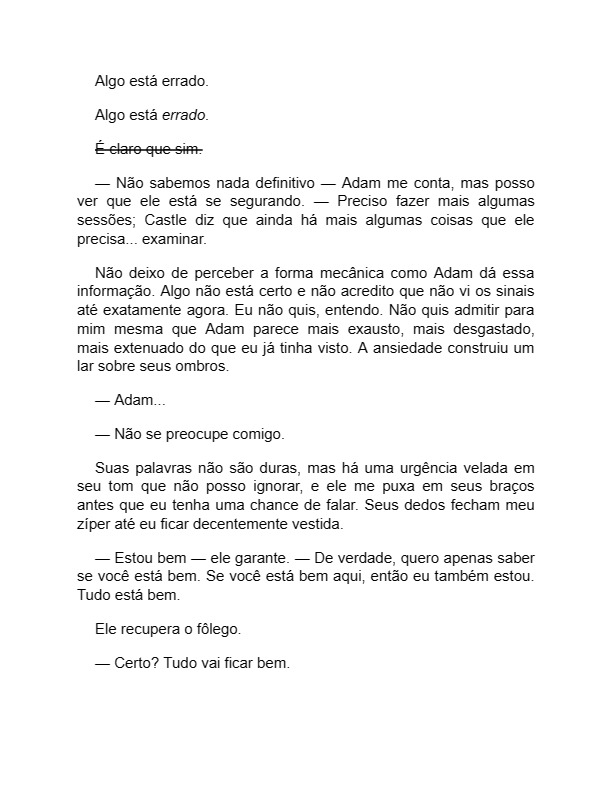 Algo está errado.
Algo está errado.
É claro que sim.
— Não sabemos nada definitivo — Adam me conta, mas posso
ver que ele está se segurando. — Preciso fazer mais algumas
sessões; Castle diz que ainda há mais algumas coisas que ele
precisa... examinar.
Não deixo de perceber a forma mecânica como Adam dá essa
informação. Algo não está certo e não acredito que não vi os sinais
até exatamente agora. Eu não quis, entendo. Não quis admitir para
mim mesma que Adam parece mais exausto, mais desgastado,
mais extenuado do que eu já tinha visto. A ansiedade construiu um
lar sobre seus ombros.
— Adam...
— Não se preocupe comigo.
Suas palavras não são duras, mas há uma urgência velada em
seu tom que não posso ignorar, e ele me puxa em seus braços
antes que eu tenha uma chance de falar. Seus dedos fecham meu
zíper até eu ficar decentemente vestida.
— Estou bem — ele garante. — De verdade, quero apenas saber
se você está bem. Se você está bem aqui, então eu também estou.
Tudo está bem.
Ele recupera o fôlego.
— Certo? Tudo vai ficar bem.